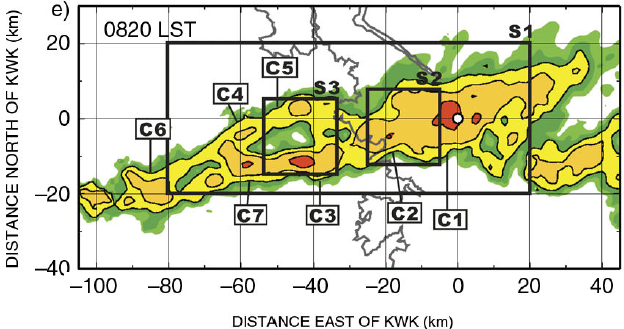 e)
0820 LST
S1
C5
S3
S2
C4
C6
C7
C3
C2
C1
20
0
−20
−40
−100
−80
−60
−40
−20
0
20
40
DISTANCE NORTH OF KWK (km)
DISTANCE EAST OF KWK (km)